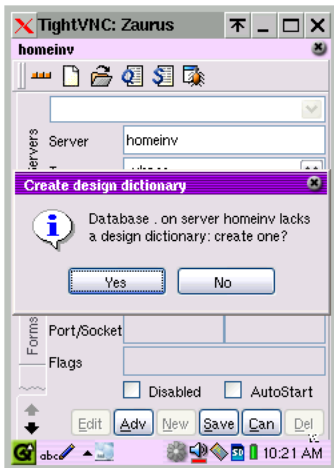 TightVNC: Zaurus
homeinv
Servers
Server homeinv
Create design dictionary
Database . on server homeinv lacks
a design dictionary: create one?
Yes No
Forms
Port/Socket
Flags
Disabled AutoStart
Edit Adv New Save Can Del
abc 10:21 AM